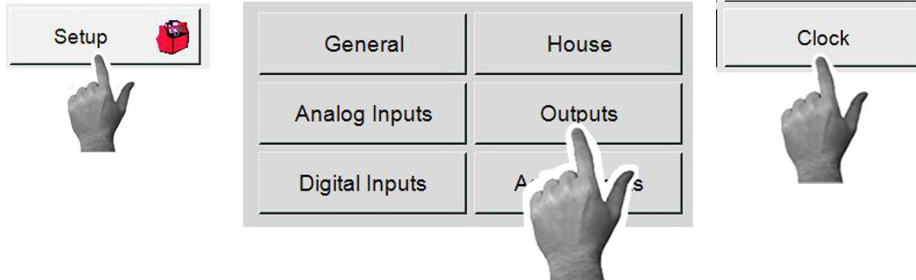 Setup
General House
Analog Inputs Outputs
Digital Inputs
Clock